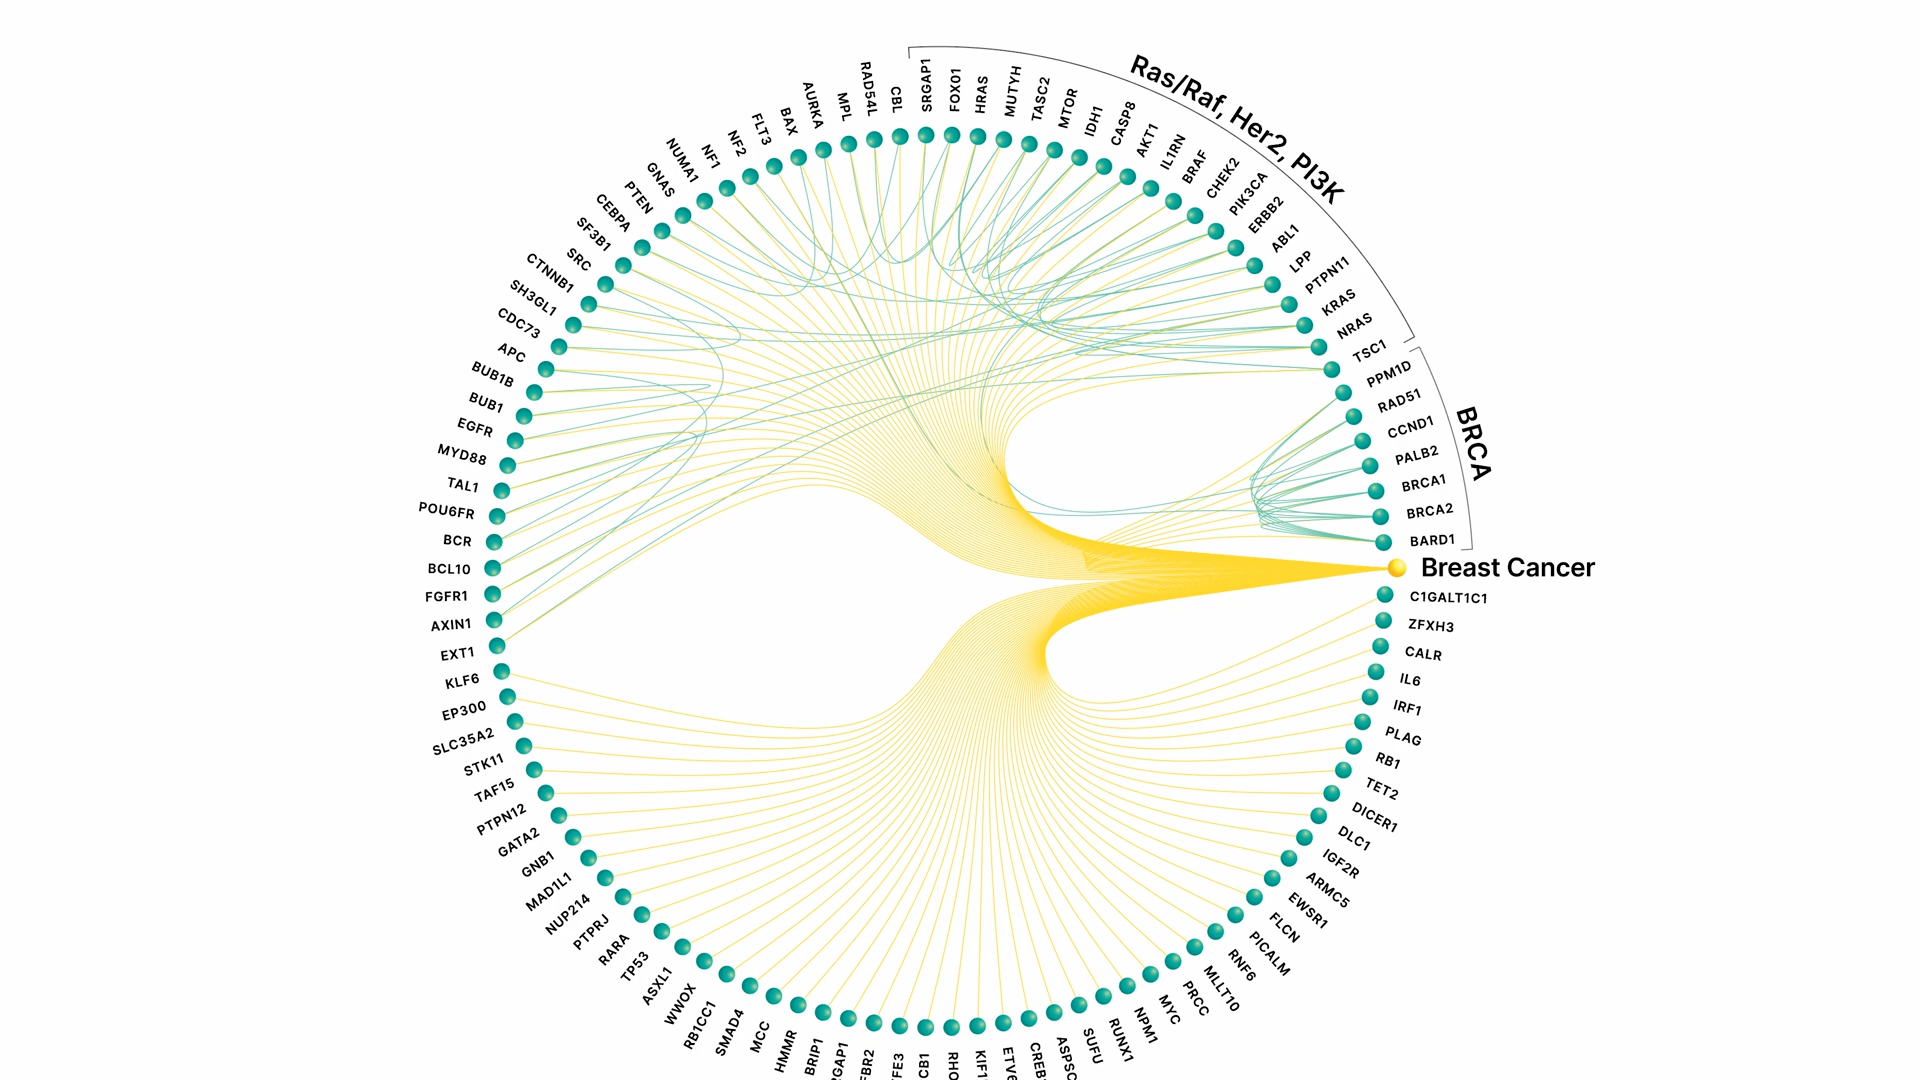 Ras/Raf, Her2, PI3K
BRCA
Breast Cancer
EXT1
AXIN1
FGFR1
BCL10
BCR
POU6FR
TAL1
MYD88
EGFR
BUB1
BUB1B
APC
CDC73
SH3GL1
CTNNB1
SRC
SF3B1
CEBPA
PTEN
GNAS
NUMA1
NF1
NF2
FLT3
BAX
AURKA
MPL
RAD54L
CBL
SRGAP1
FOX01
HRAS
MUTYH
TASC2
MTOR
IDH1
CASP8
AKT1
IL1RN
BRAF
CHEK2
PIK3CA
ERBB2
ABL1
LPP
PTPN11
KRAS
NRAS
TSC1
PPM1D
RAD51
CCND1
PALB2
BRCA1
BRCA2
BARD1
C1GALT1C1
ZFXH3
CALR
IL6
IRF1
PLAG
RB1
TET2
DICER1
DLC1
IGF2R
ARMC5
EWSR1
FLCN
PICALM
RNF6
MLLT10
PRCC
MYC
NPM1
RUNX1
SUFU
HMMR
BRIP1
MCC
SMAD4
RB1CC1
WWOX
ASXL1
TP53
RARA
PTPRJ
NUP214
MAD1L1
GNB1
GATA2
PTPN12
TAF15
STK11
SLC35A2
EP300
KLF6